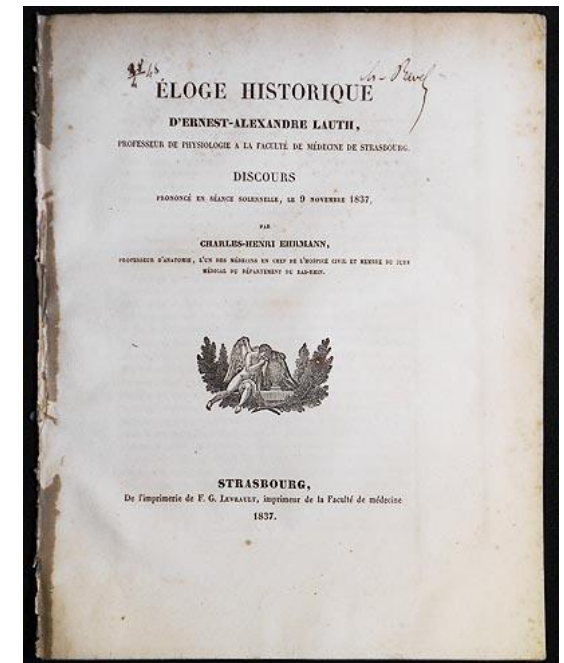 ÉLOGE HISTORIQUE
D'ERNEST-ALEXANDRE LAUTH,
PROFESSEUR DE PHYSIOLOGIE A LA FACULTÉ DE MÉDECINE DE STRASBOURG.
DISCOURS
PRONONCÉ EN SÉANCE SOLENNELLE, LE 9 NOVEMBRE 1837,
PAR
CHARLES-HENRI EHRMANN,
PROFESSEUR D'ANATOMIE, L'UN DES MÉDECINS EN CHEF DE L'HOSPICE CIVIL ET MEMBRE DU JURY
MÉDICAL DU DÉPARTEMENT DU BAS-RHIN.
STRASBOURG,
De l'imprimerie de F. G. LEVRAULT, imprimeur de la Faculté de médecine
1837.